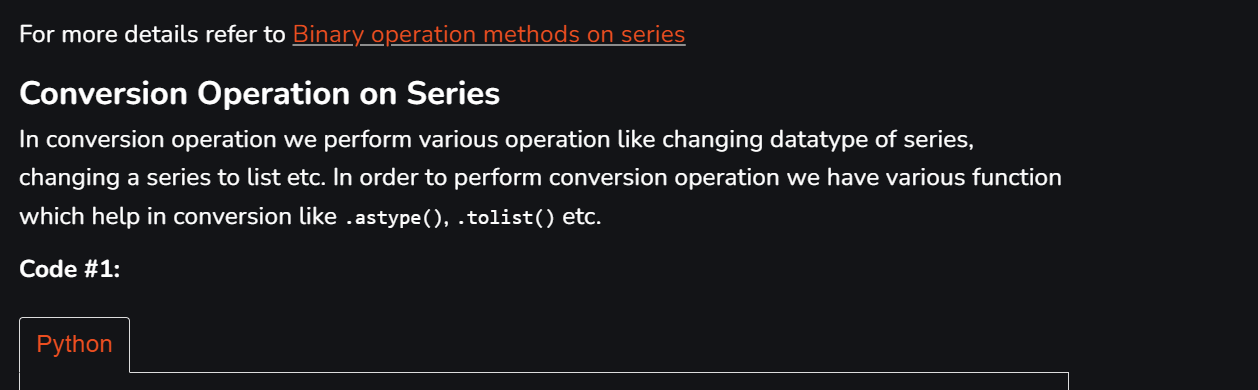 For more details refer to Binary operation methods on series
Conversion Operation on Series
In conversion operation we perform various operation like changing datatype of series,
changing a series to list etc. In order to perform conversion operation we have various function
which help in conversion like .astype(), .tolist() etc.
Code #1:
Python